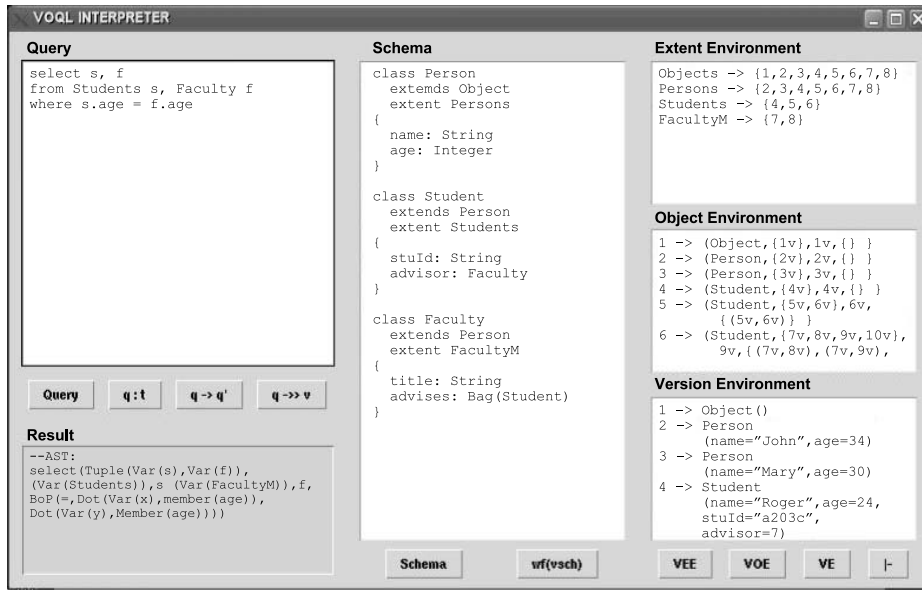 VOQL INTERPRETER
Query
select s, f
from Students s, Faculty f
where s.age = f.age
Query
q:t
q -> q'
q ->> v
Result
--AST:
select(Tuple(Var(s),Var(f)),
(Var(Students)),s (Var(FacultyM)),f,
BoP(=,Dot(Var(x),member(age)),
Dot(Var(y),Member(age))))
Schema
class Person
extemds Object
extent Persons
{
name: String
age: Integer
}
class Student
extends Person
extent Students
{
stuId: String
advisor: Faculty
}
class Faculty
extends Person
extent FacultyM
{
title: String
advises: Bag(Student)
}
Schema
wf(vsch)
Extent Environment
Objects -> {1,2,3,4,5,6,7,8}
Persons -> {2,3,4,5,6,7,8}
Students -> {4,5,6}
FacultyM -> {7,8}
Object Environment
1 -> (Object,{1v},1v,{} }
2 -> (Person,{2v},2v,{} }
3 -> (Person,{3v},3v,{} }
4 -> (Student,{4v},4v,{} }
5 -> (Student,{5v,6v},6v,
{(5v,6v)} }
6 -> (Student,{7v,8v,9v,10v},
9v,{(7v,8v),(7v,9v),
Version Environment
1 -> Object()
2 -> Person
(name="John",age=34)
3 -> Person
(name="Mary",age=30)
4 -> Student
(name="Roger",age=24,
stuId="a203c",
advisor=7)
VEE
VOE
VE
|-